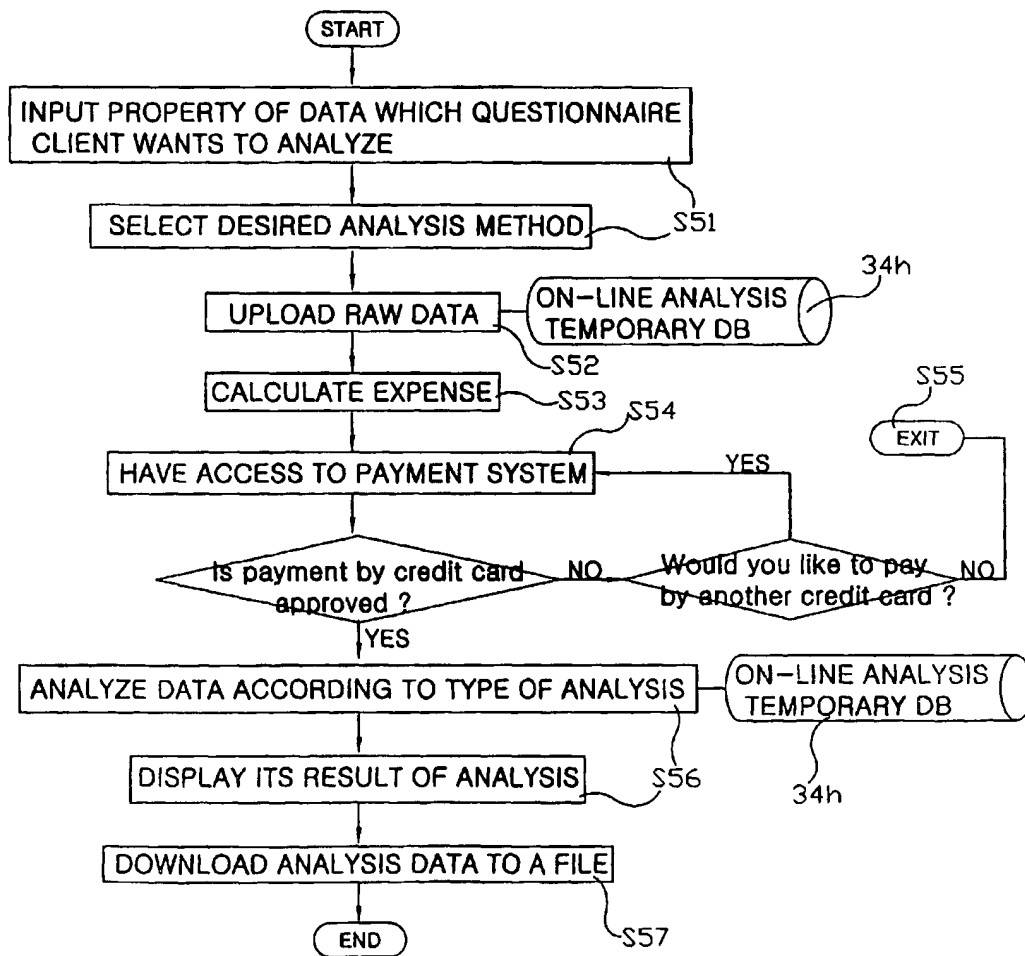 START
INPUT PROPERTY OF DATA WHICH QUESTIONNAIRE
CLIENT WANTS TO ANALYZE
S51
SELECT DESIRED ANALYSIS METHOD
34h
UPLOAD RAW DATA
ON-LINE ANALYSIS
TEMPORARY DB
S52
CALCULATE EXPENSE
S53
S54
S55
EXIT
HAVE ACCESS TO PAYMENT SYSTEM
YES
Is payment by credit card
approved ?
NO
Would you like to pay
by another credit card ?
NO
YES
ANALYZE DATA ACCORDING TO TYPE OF ANALYSIS
ON-LINE ANALYSIS
TEMPORARY DB
S56
34h
DISPLAY ITS RESULT OF ANALYSIS
DOWNLOAD ANALYSIS DATA TO A FILE
S57
END